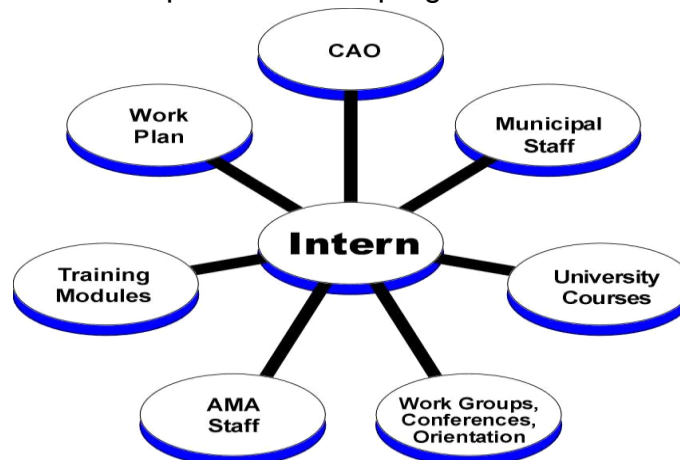 CAO
Work
Plan
Municipal
Staff
Intern
Training
Modules
University
Courses
AMA
Staff
Work Groups,
Conferences,
Orientation